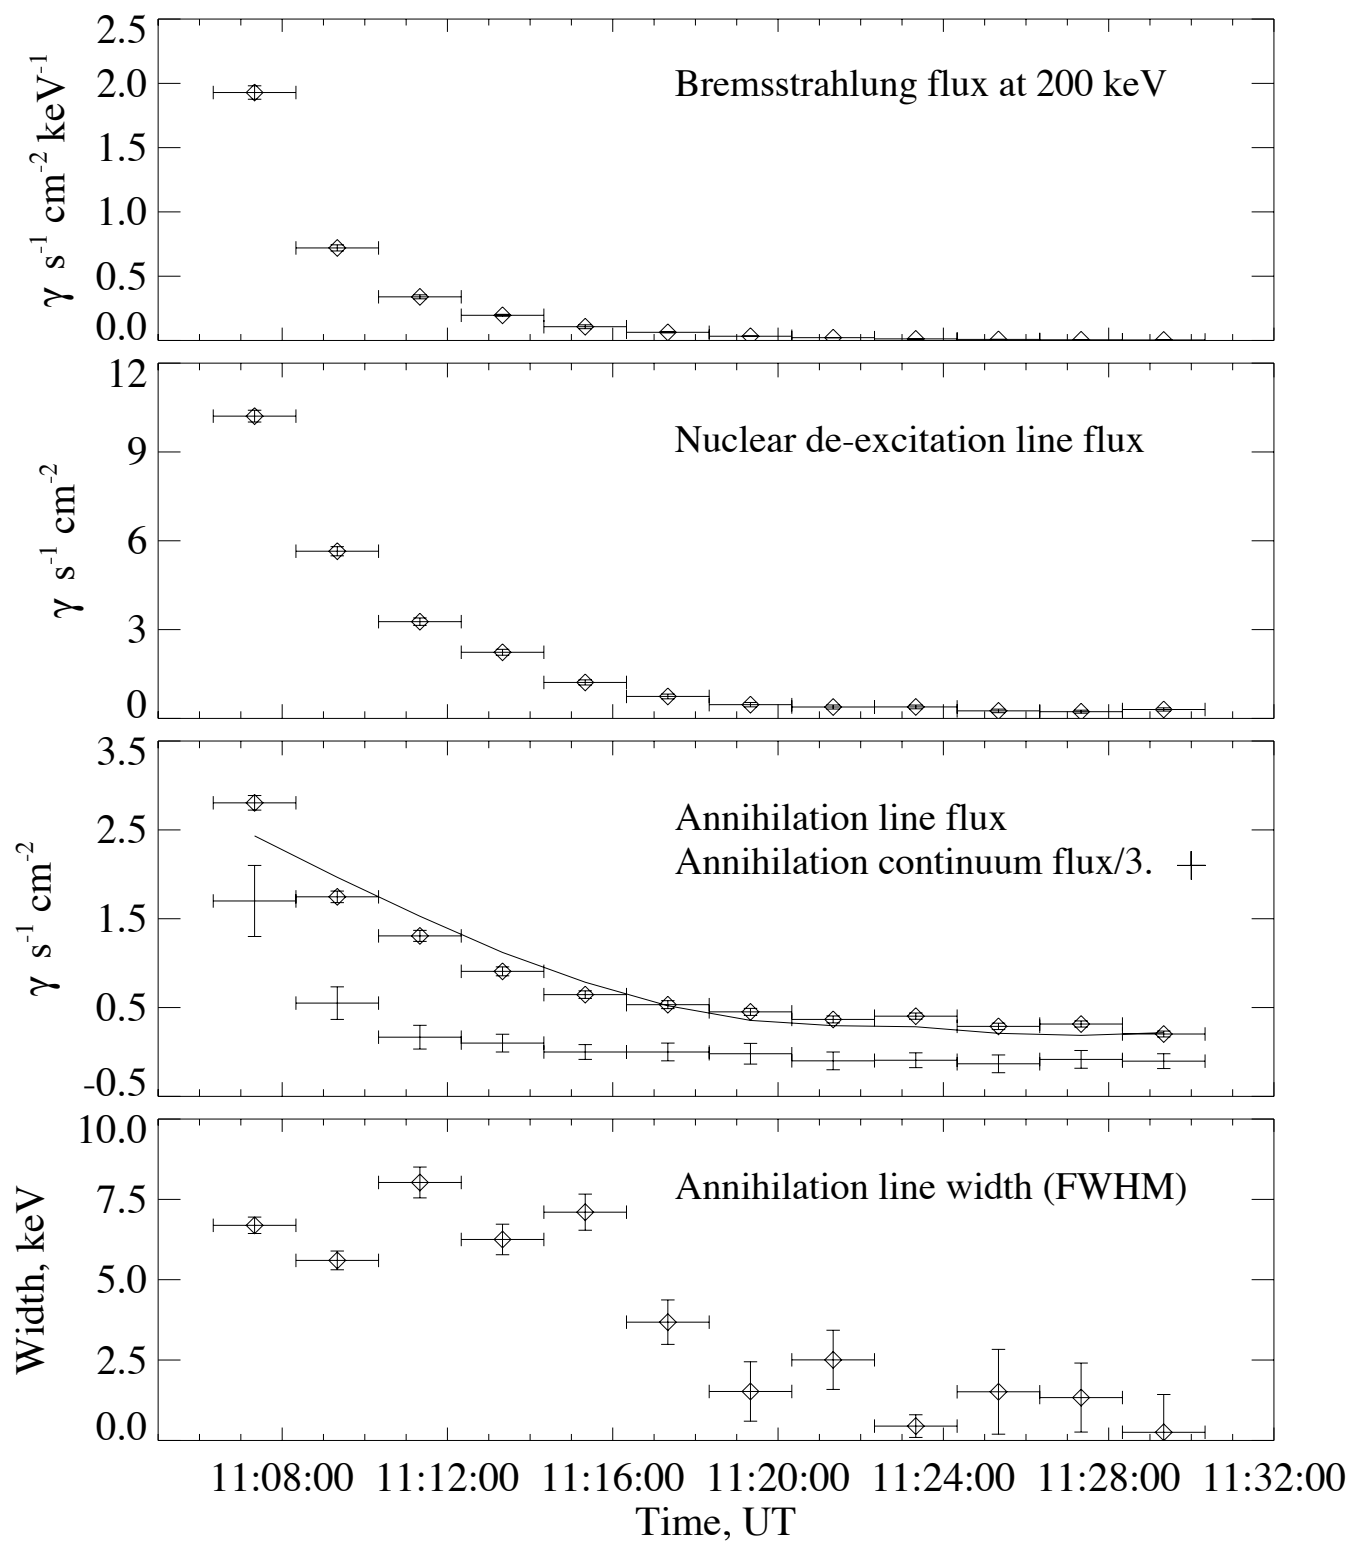 2.5
2.0
1.5
1.0
0.5
0.0
γ s⁻¹ cm⁻² keV⁻¹
Bremsstrahlung flux at 200 keV
12
9
6
3
0
γ s⁻¹ cm⁻²
Nuclear de-excitation line flux
3.5
2.5
1.5
0.5
-0.5
γ s⁻¹ cm⁻²
Annihilation line flux
Annihilation continuum flux/3.
10.0
7.5
5.0
2.5
0.0
Width, keV
Annihilation line width (FWHM)
11:08:00 11:12:00 11:16:00 11:20:00 11:24:00 11:28:00 11:32:00
Time, UT